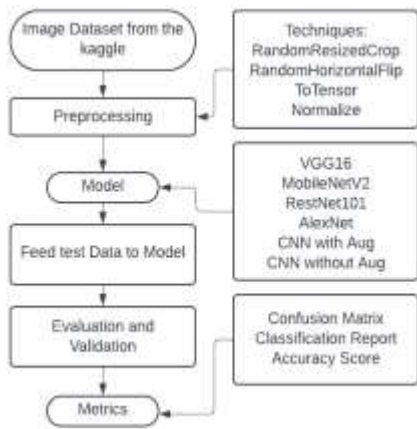 Image Dataset from the
kaggle
Preprocessing
Model
Feed test Data to Model
Evaluation and
Validation
Metrics
Techniques:
RandomResizedCrop
RandomHorizontalFlip
ToTensor
Normalize
VGG16
MobileNetV2
RestNet101
AlexNet
CNN with Aug
CNN without Aug
Confusion Matrix
Classification Report
Accuracy Score